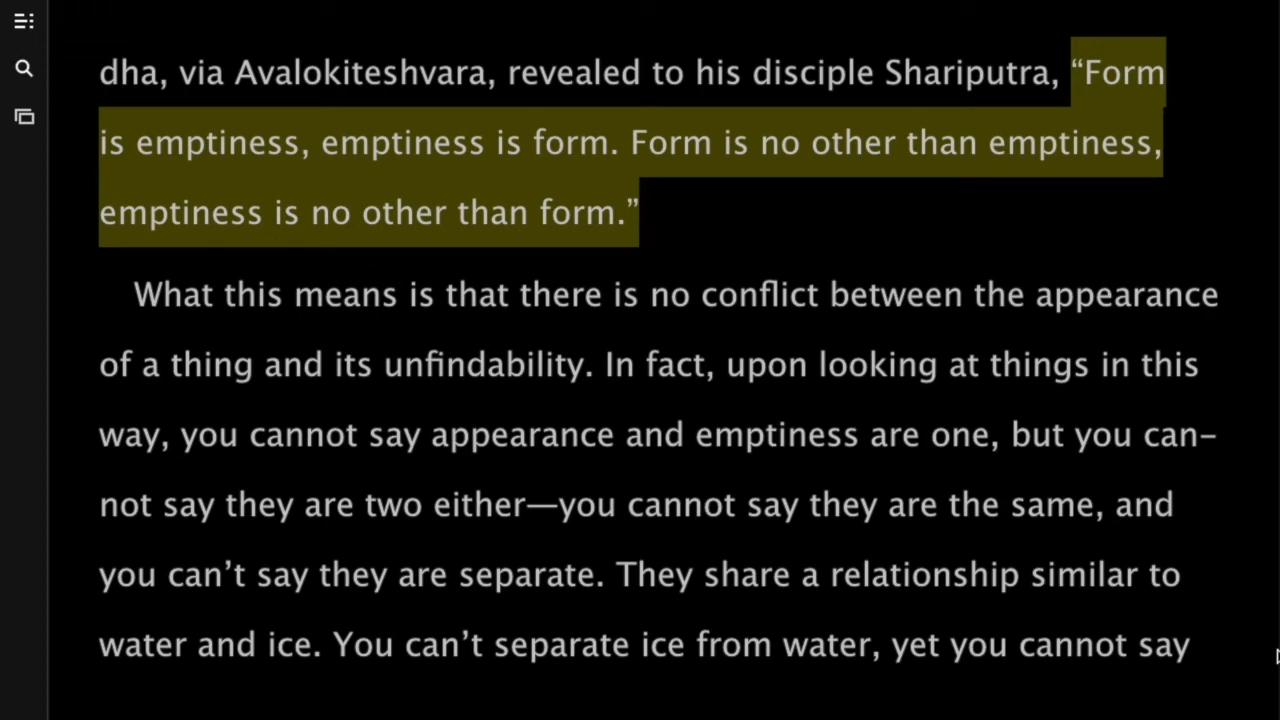 dha, via Avalokiteshvara, revealed to his disciple Shariputra, “Form
is emptiness, emptiness is form. Form is no other than emptiness,
emptiness is no other than form.”
What this means is that there is no conflict between the appearance
of a thing and its unfindability. In fact, upon looking at things in this
way, you cannot say appearance and emptiness are one, but you can-
not say they are two either—you cannot say they are the same, and
you can’t say they are separate. They share a relationship similar to
water and ice. You can’t separate ice from water, yet you cannot say